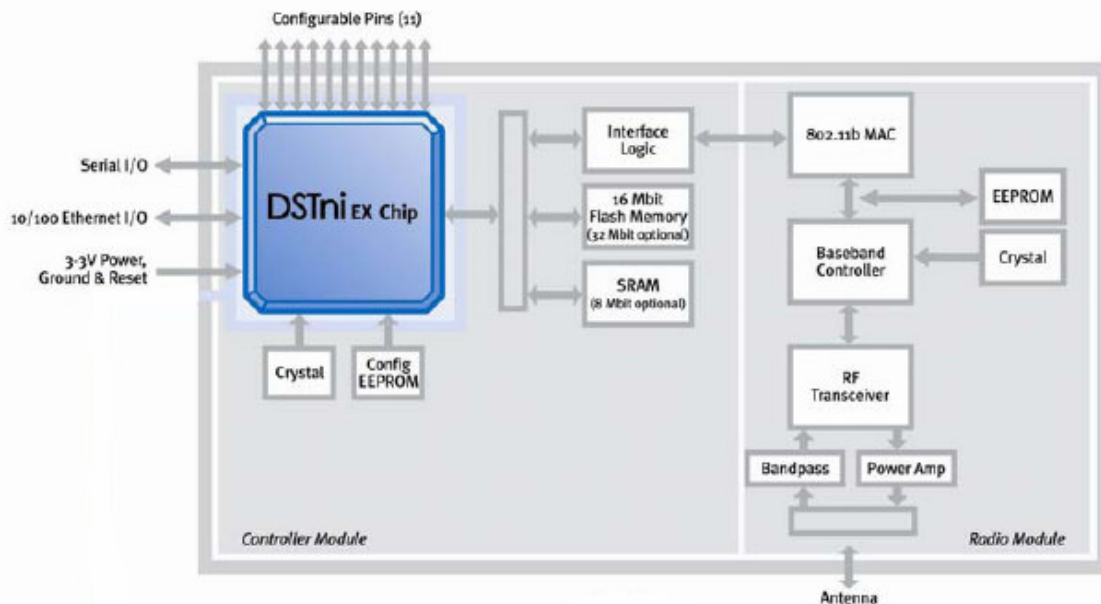 Configurable Pins (11)
Serial I/O
10/100 Ethernet I/O
3-3V Power,
Ground & Reset
DSTni EX Chip
Crystal
Config
EEPROM
Interface
Logic
16 Mbit
Flash Memory
(32 Mbit optional)
SRAM
(8 Mbit optional)
Controller Module
802.11b MAC
EEPROM
Baseband
Controller
Crystal
RF
Transceiver
Bandpass
Power Amp
Radio Module
Antenna